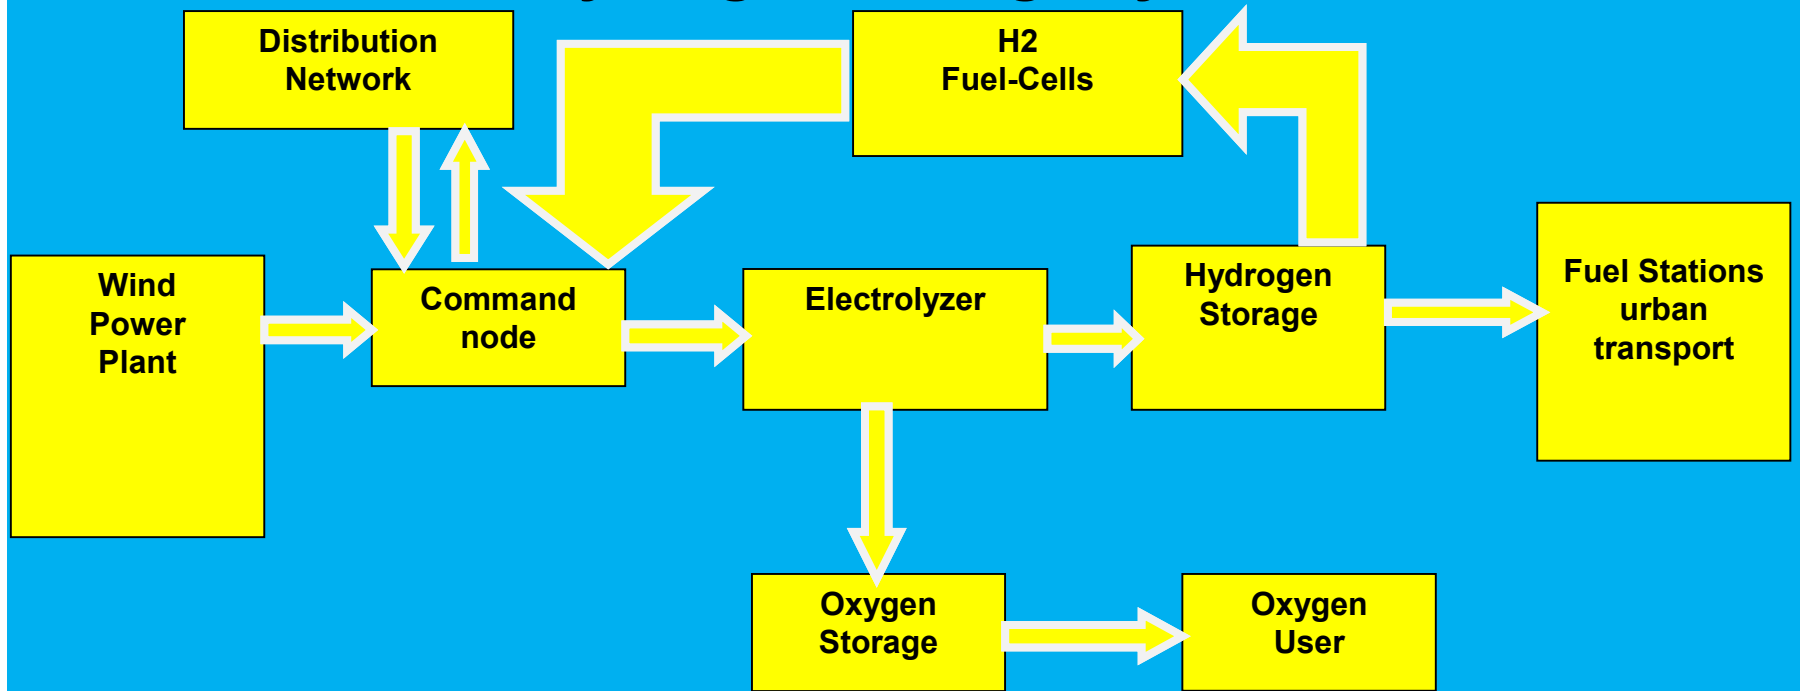 Distribution
Network
H2
Fuel-Cells
Wind
Power
Plant
Command
node
Electrolyzer
Hydrogen
Storage
Fuel Stations
urban
transport
Oxygen
Storage
Oxygen
User